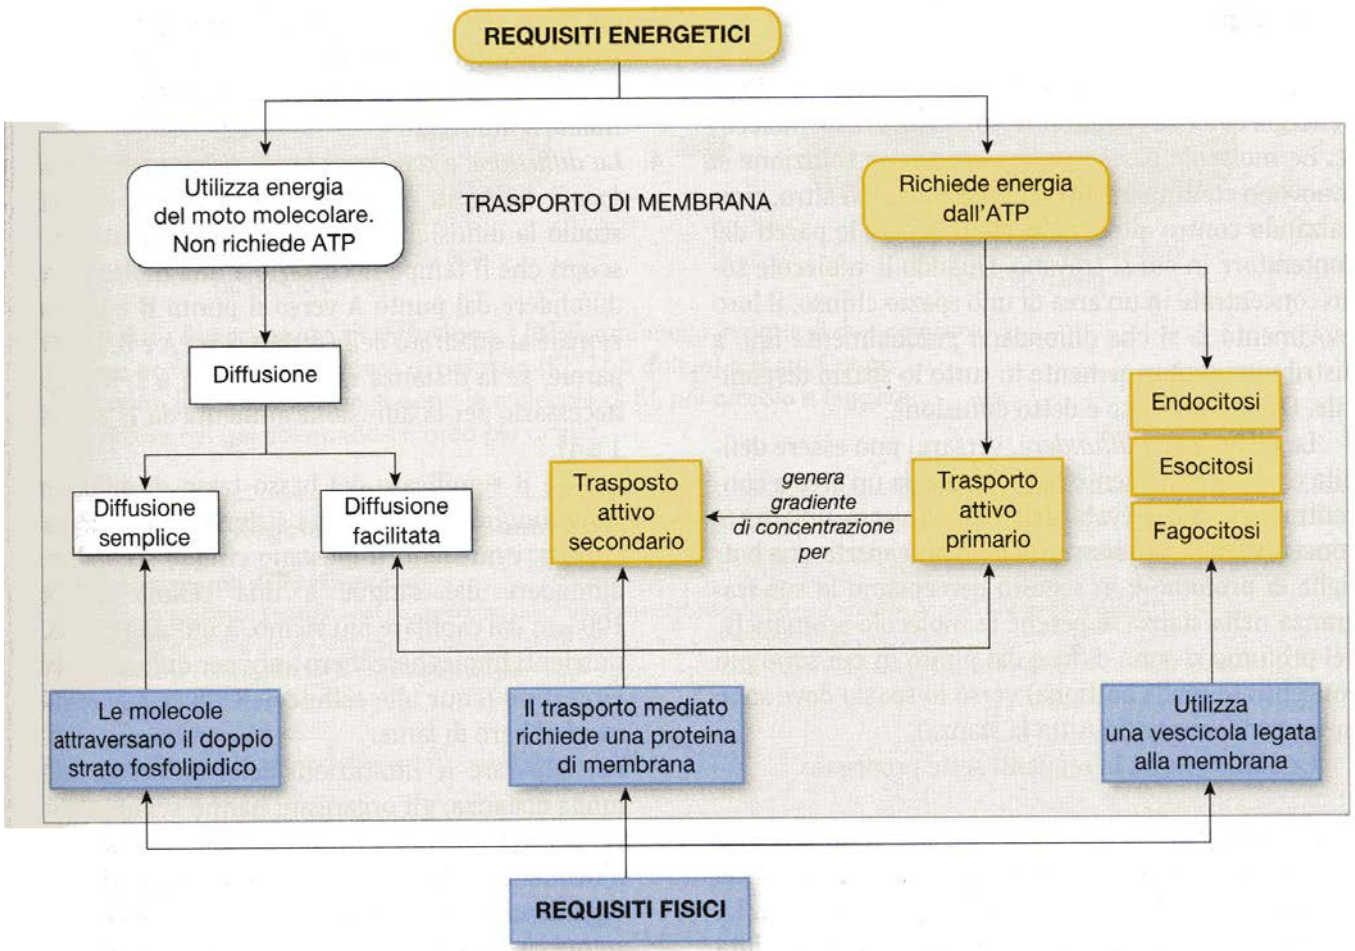 REQUISITI ENERGETICI
Utilizza energia
del moto molecolare.
Non richiede ATP
TRASPORTO DI MEMBRANA
Richiede energia
dall'ATP
Diffusione
Diffusione
semplice
Diffusione
facilitata
Trasposto
attivo
secondario
genera
gradiente
di concentrazione
per
Trasporto
attivo
primario
Endocitosi
Esocitosi
Fagocitosi
Le molecole
attraversano il doppio
strato fosfolipidico
Il trasporto mediato
richiede una proteina
di membrana
Utilizza
una vescicola legata
alla membrana
REQUISITI FISICI